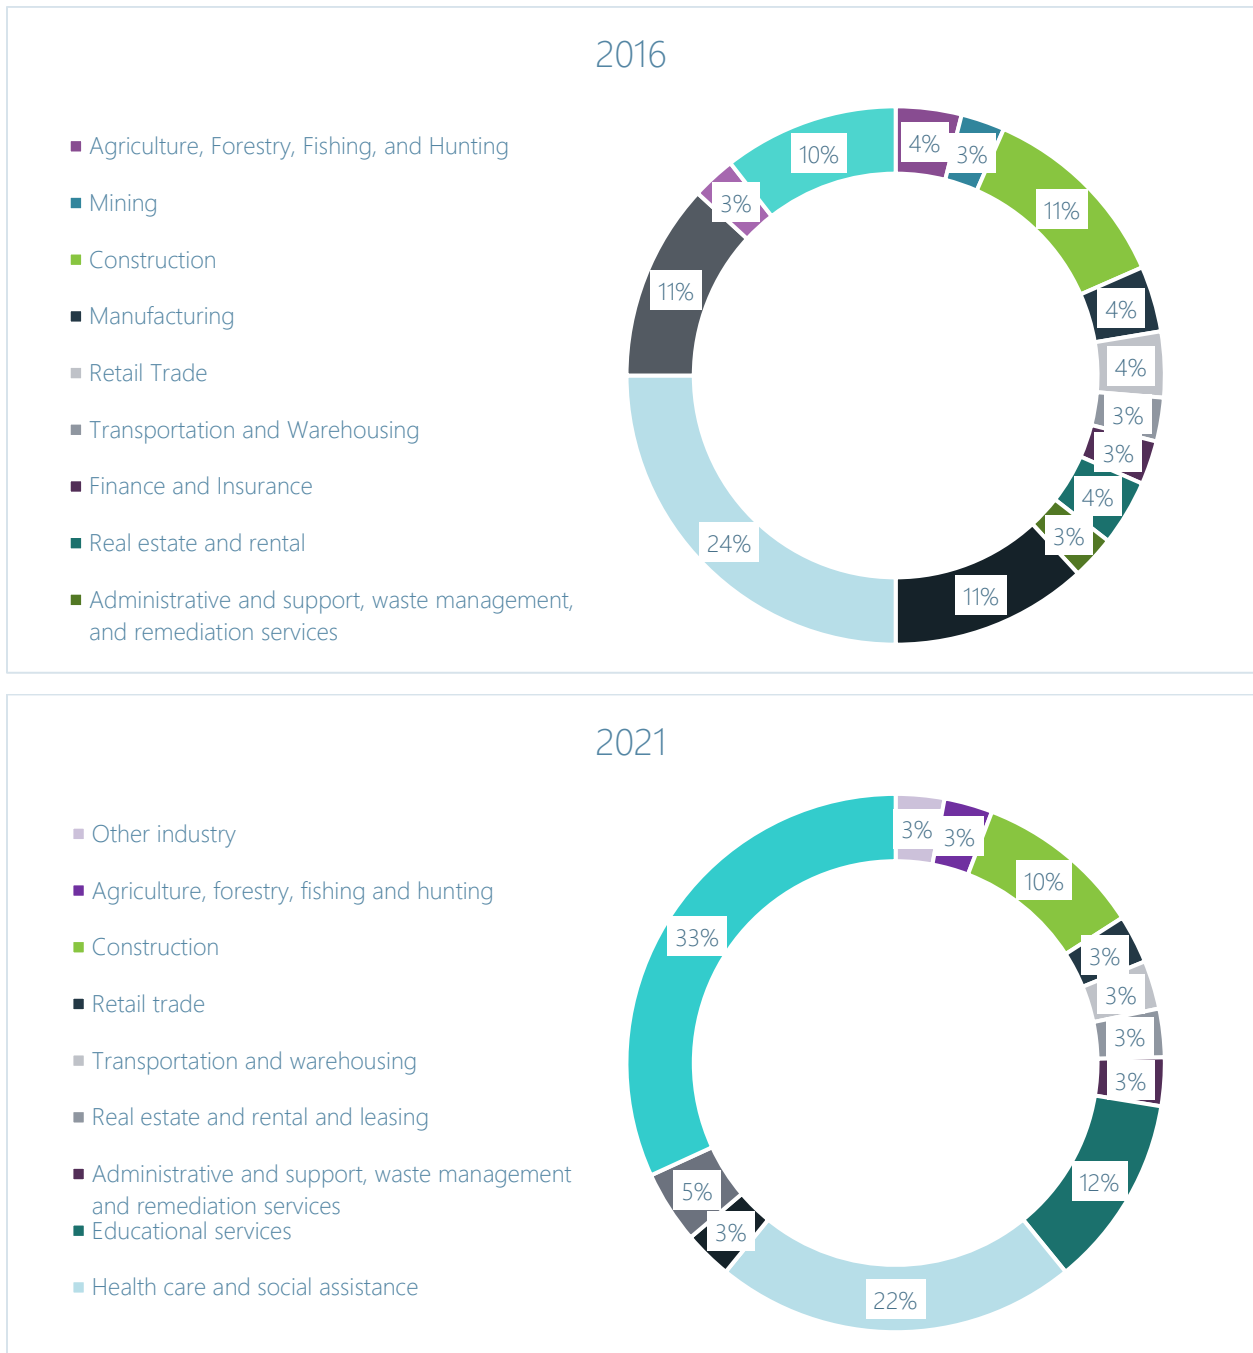 2016
Agriculture, Forestry, Fishing, and Hunting
Mining
Construction
Manufacturing
Retail Trade
Transportation and Warehousing
Finance and Insurance
Real estate and rental
Administrative and support, waste management,
and remediation services
4%
3%
11%
4%
4%
3%
3%
4%
3%
11%
24%
11%
3%
10%
2021
Other industry
Agriculture, forestry, fishing and hunting
Construction
Retail trade
Transportation and warehousing
Real estate and rental and leasing
Administrative and support, waste management
and remediation services
Educational services
Health care and social assistance
3%
3%
10%
3%
3%
3%
3%
12%
22%
3%
5%
33%